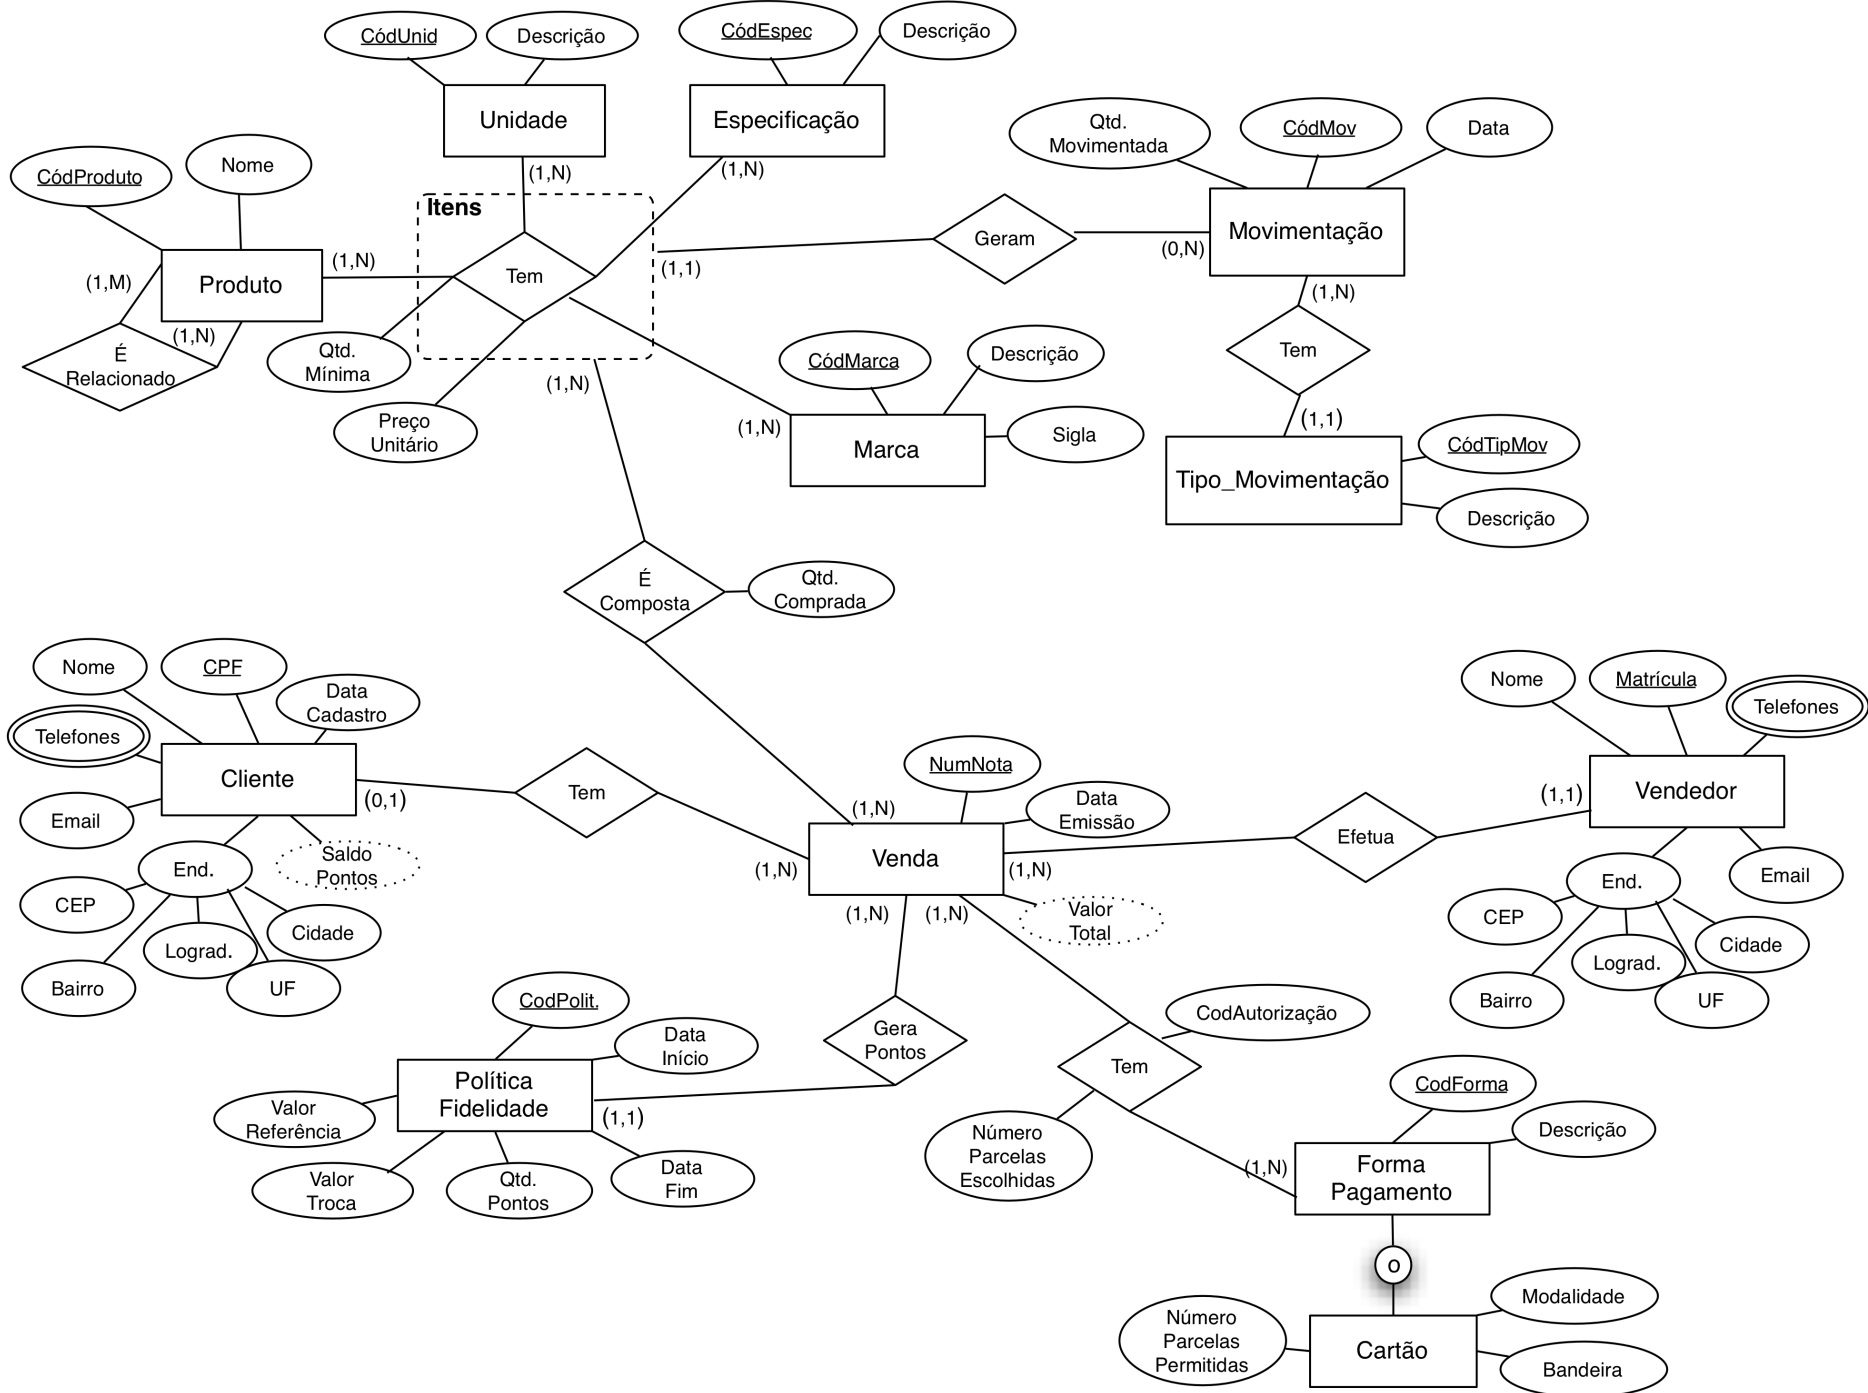 CódUnid
Descrição
CódEspec
Descrição
Unidade
Especificação
Qtd.
Movimentada
CódMov
Data
CódProduto
Nome
(1,N)
(1,N)
Itens
Movimentação
Produto
(1,N)
Tem
(1,1)
Geram
(0,N)
(1,M)
(1,N)
É
Relacionado
Qtd.
Mínima
(1,N)
Tem
(1,N)
Preço
Unitário
CódMarca
Descrição
(1,N)
Marca
Sigla
(1,1)
Tipo_Movimentação
CódTipMov
Descrição
É
Composta
Qtd.
Comprada
Nome
CPF
Data
Cadastro
Telefones
Cliente
(0,1)
Tem
Email
End.
Saldo
Pontos
CEP
Cidade
Lograd.
Bairro
UF
NumNota
Data
Emissão
(1,N)
Venda
(1,N)
(1,N)
(1,N)
(1,N)
Valor
Total
Efetua
(1,1)
Nome
Matrícula
Telefones
Vendedor
End.
Email
CEP
Cidade
Lograd.
Bairro
UF
CodPolit.
Data
Início
Gera
Pontos
Política
Fidelidade
(1,1)
Valor
Referência
Valor
Troca
Qtd.
Pontos
Data
Fim
CodAutorização
Tem
Número
Parcelas
Escolhidas
(1,N)
CodForma
Descrição
Forma
Pagamento
o
Número
Parcelas
Permitidas
Cartão
Modalidade
Bandeira